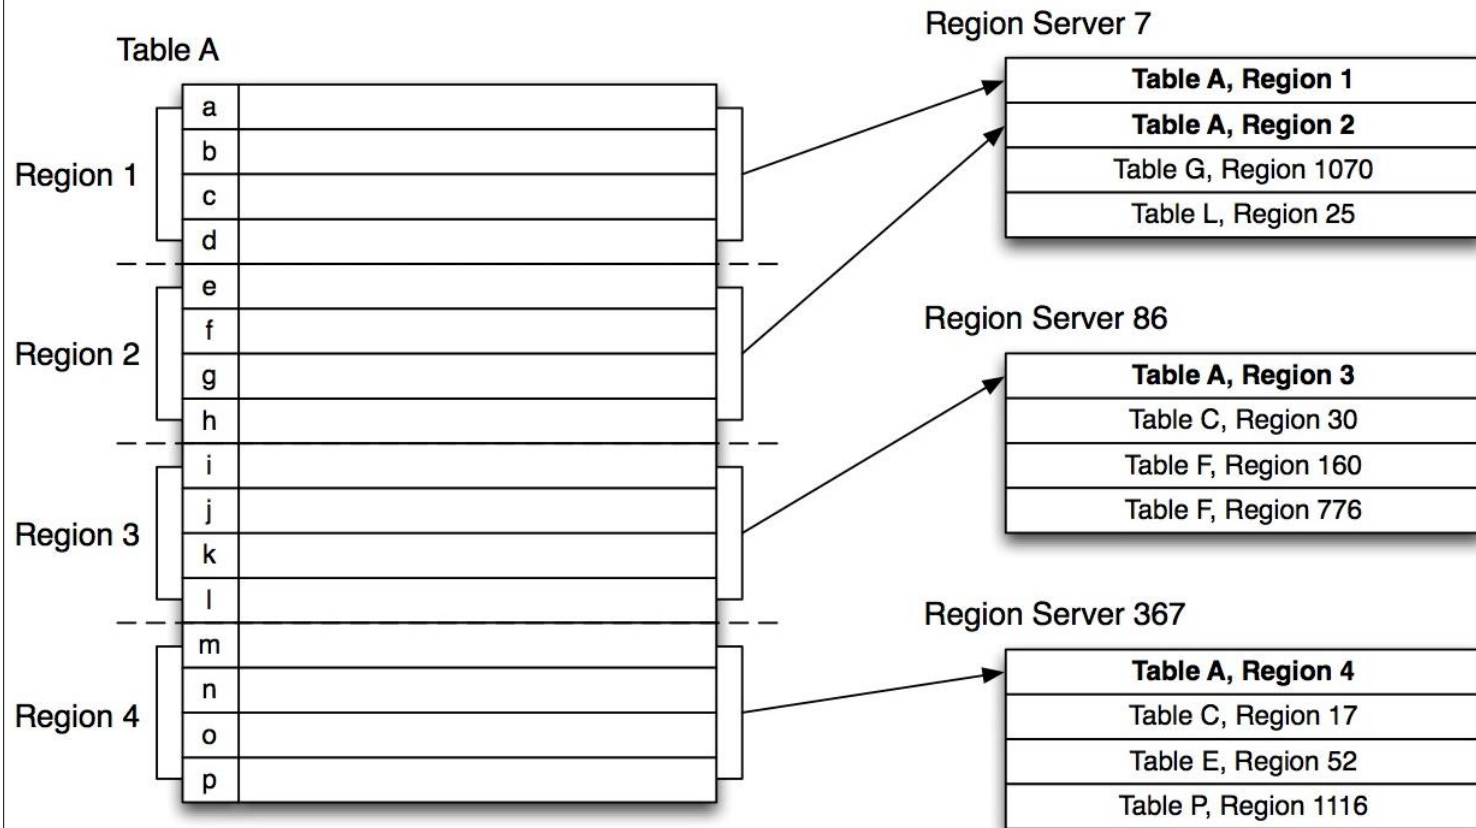 Table A
a
b
c
d
e
f
g
h
i
j
k
l
m
n
o
p
Region 1
Region 2
Region 3
Region 4
Region Server 7
Table A, Region 1
Table A, Region 2
Table G, Region 1070
Table L, Region 25
Region Server 86
Table A, Region 3
Table C, Region 30
Table F, Region 160
Table F, Region 776
Region Server 367
Table A, Region 4
Table C, Region 17
Table E, Region 52
Table P, Region 1116